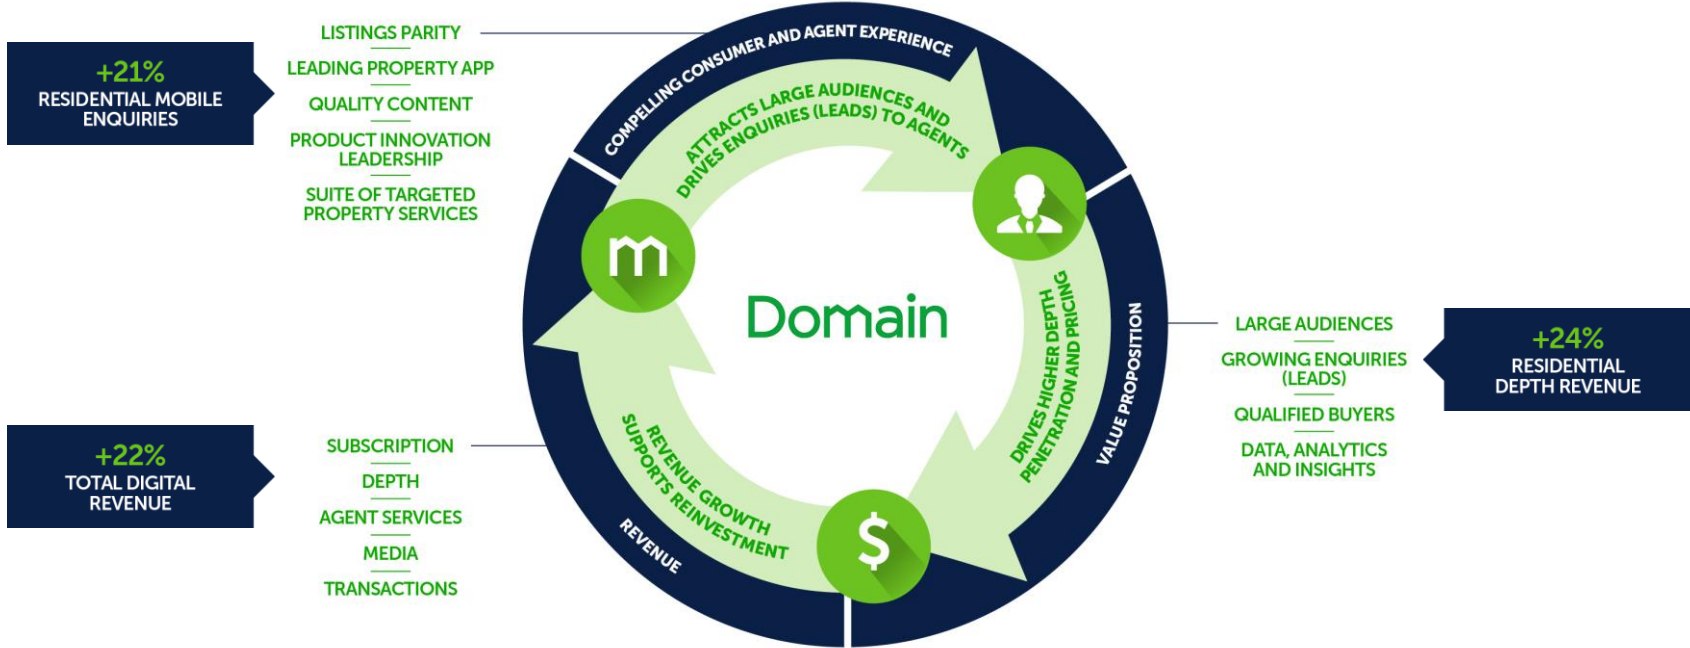 +21%
RESIDENTIAL MOBILE
ENQUIRIES
LISTINGS PARITY
LEADING PROPERTY APP
QUALITY CONTENT
PRODUCT INNOVATION
LEADERSHIP
SUITE OF TARGETED
PROPERTY SERVICES
COMPELLING CONSUMER AND AGENT EXPERIENCE
ATTRACTS LARGE AUDIENCES AND
DRIVES ENQUIRIES (LEADS) TO AGENTS
m
Domain
DRIVES HIGHER DEPTH
PENETRATION AND PRICING
VALUE PROPOSITION
LARGE AUDIENCES
GROWING ENQUIRIES
(LEADS)
QUALIFIED BUYERS
DATA, ANALYTICS
AND INSIGHTS
+24%
RESIDENTIAL
DEPTH REVENUE
+22%
TOTAL DIGITAL
REVENUE
SUBSCRIPTION
DEPTH
AGENT SERVICES
MEDIA
TRANSACTIONS
REVENUE
REVENUE GROWTH
SUPPORTS REINVESTMENT
$